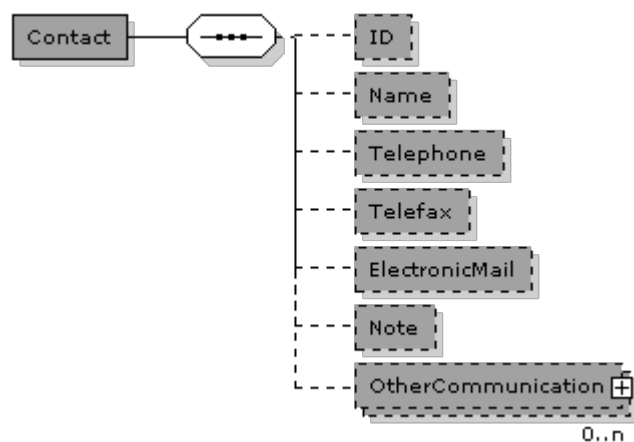 Contact
ID
Name
Telephone
Telefax
ElectronicMail
Note
OtherCommunication
0..n